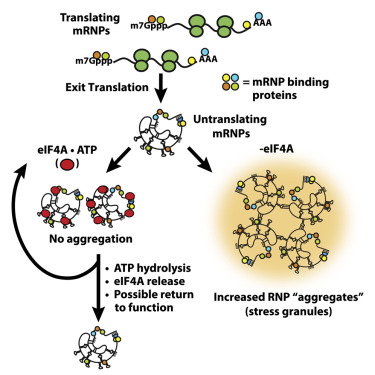 Translating
mRNPs
m7Gppp
AAA
m7Gppp
AAA
Exit Translation
= mRNP binding
proteins
Untranslating
mRNPs
eIF4A • ATP
( )
-eIF4A
No aggregation
• ATP hydrolysis
• eIF4A release
• Possible return
to function
Increased RNP “aggregates”
(stress granules)